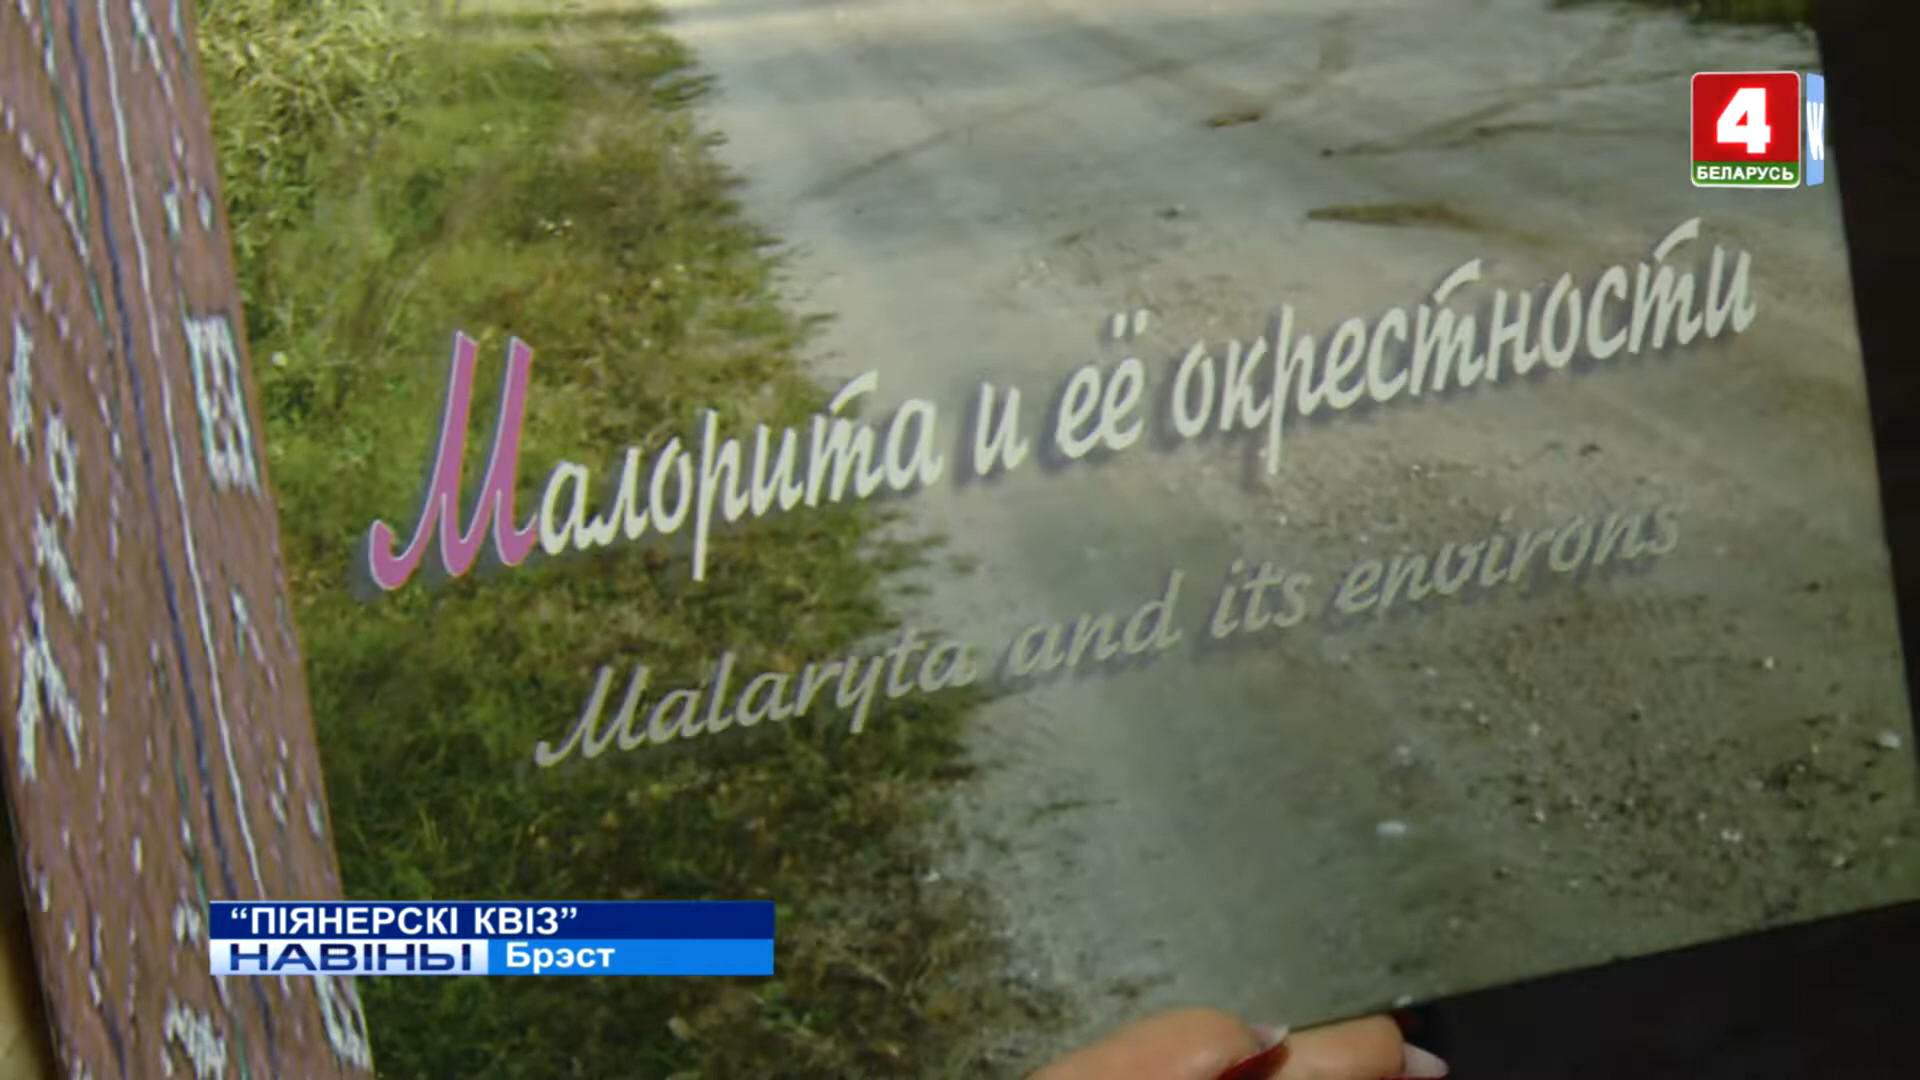 4
БЕЛАРУСЬ
Малорита и её окрестности
Malaryta and its environs
“ПІЯНЕРСКІ КВІЗ”
НАВІНЫ Брэст